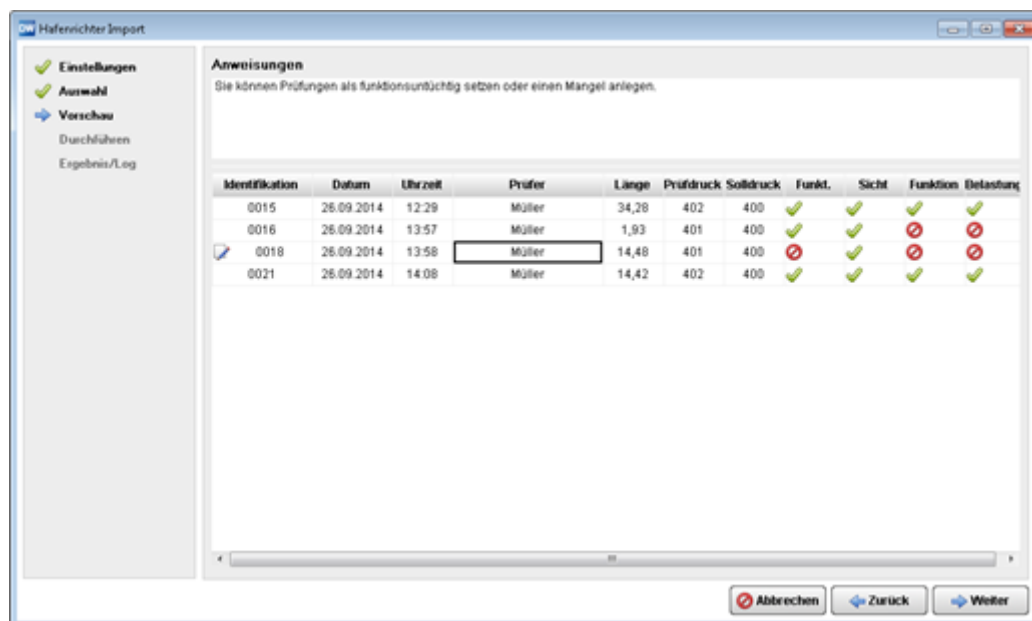 DW Hafenrichter Import
Einstellungen
Auswahl
Vorschau
Durchführen
Ergebnis/Log
Anweisungen
Sie können Prüfungen als funktionsuntüchtig setzen oder einen Mangel anlegen.
Identifikation Datum Uhrzeit Prüfer Länge Prüfdruck Solldruck Funkt. Sicht Funktion Belastung
0015 26.09.2014 12:29 Müller 34,28 402 400
0016 26.09.2014 13:57 Müller 1,93 401 400
0018 26.09.2014 13:58 Müller 14,48 401 400
0021 26.09.2014 14:08 Müller 14,42 402 400
Abbrechen Zurück Weiter